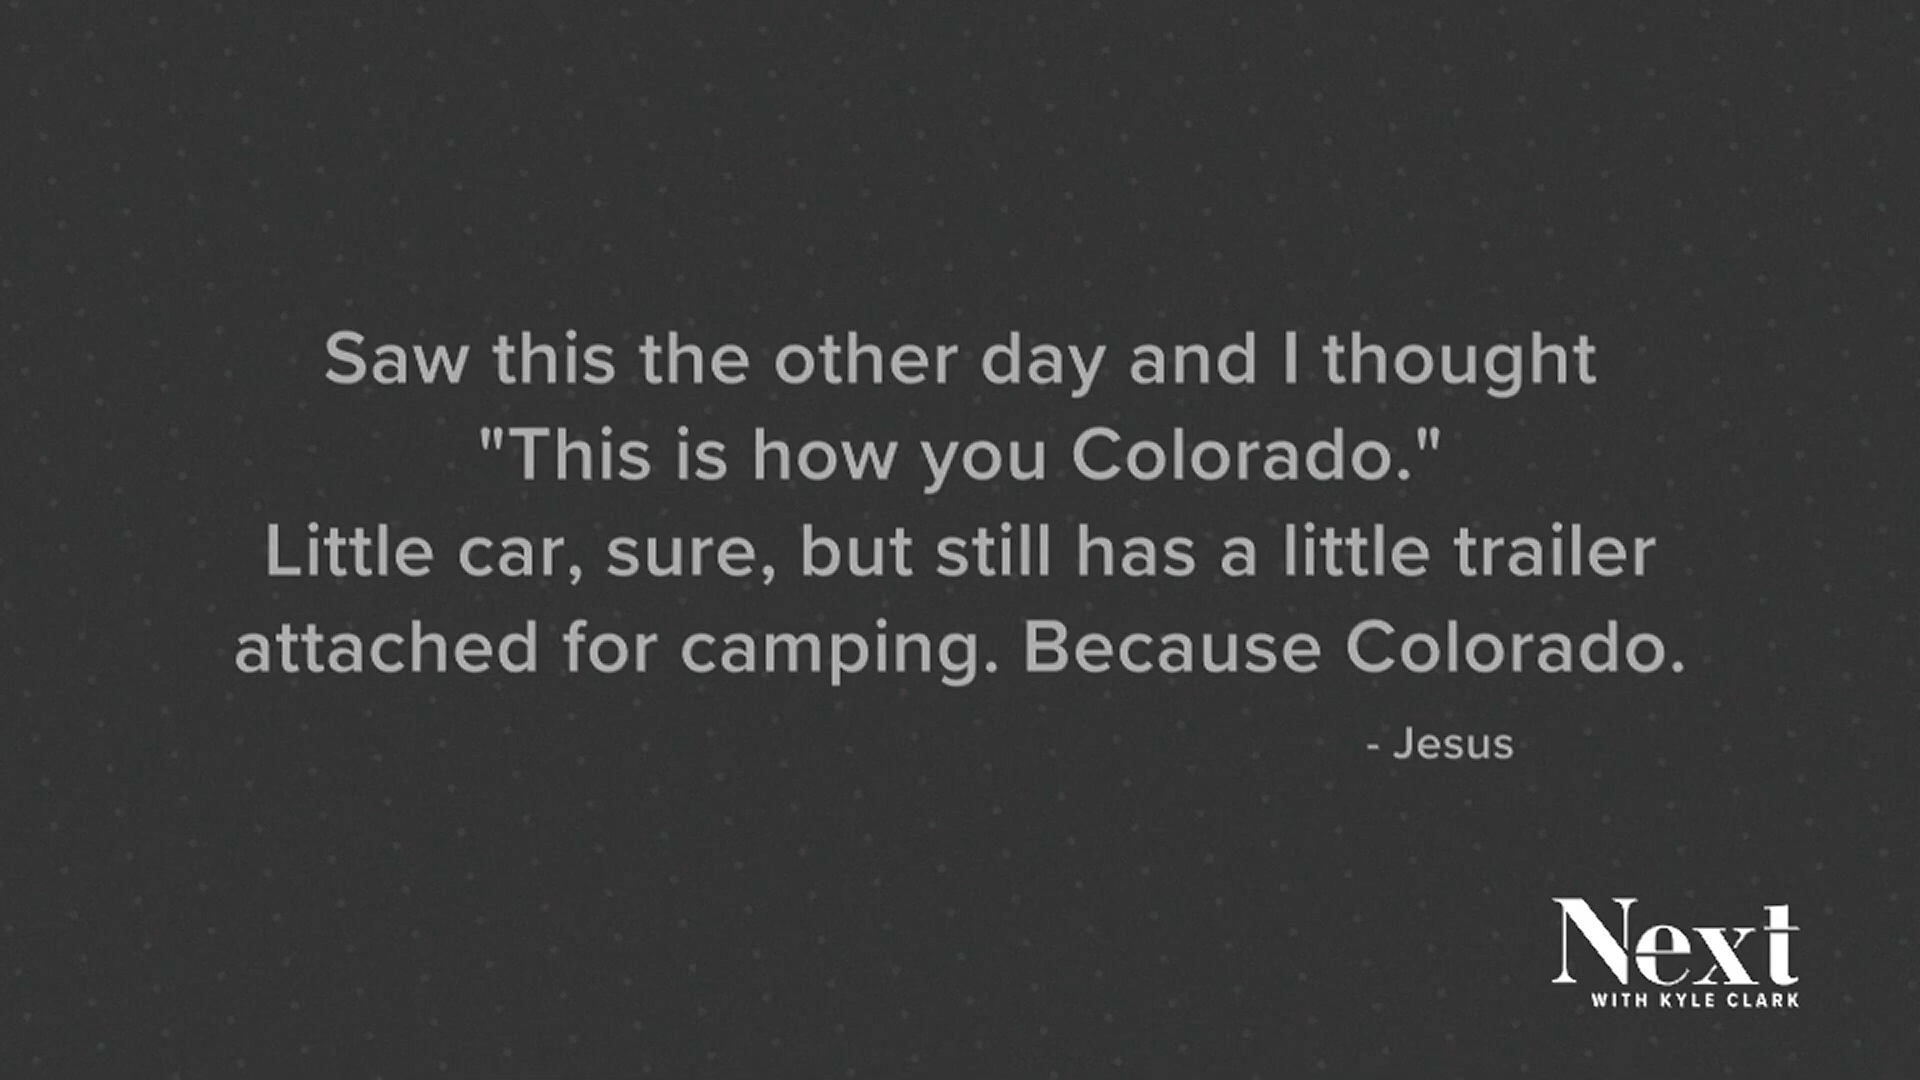 Saw this the other day and I thought
"This is how you Colorado."
Little car, sure, but still has a little trailer
attached for camping. Because Colorado.
- Jesus
Next
WITH KYLE CLARK